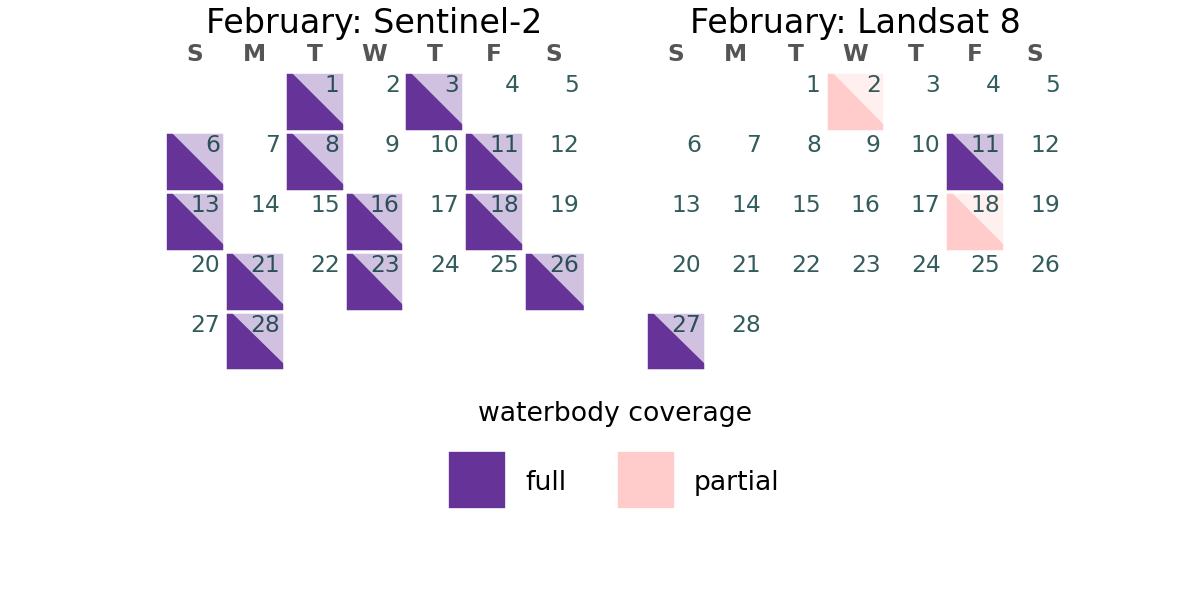 February: Sentinel-2
S M T W T F S
1 2 3 4 5
6 7 8 9 10 11 12
13 14 15 16 17 18 19
20 21 22 23 24 25 26
27 28
February: Landsat 8
S M T W T F S
1 2 3 4 5
6 7 8 9 10 11 12
13 14 15 16 17 18 19
20 21 22 23 24 25 26
27 28
waterbody coverage
full partial